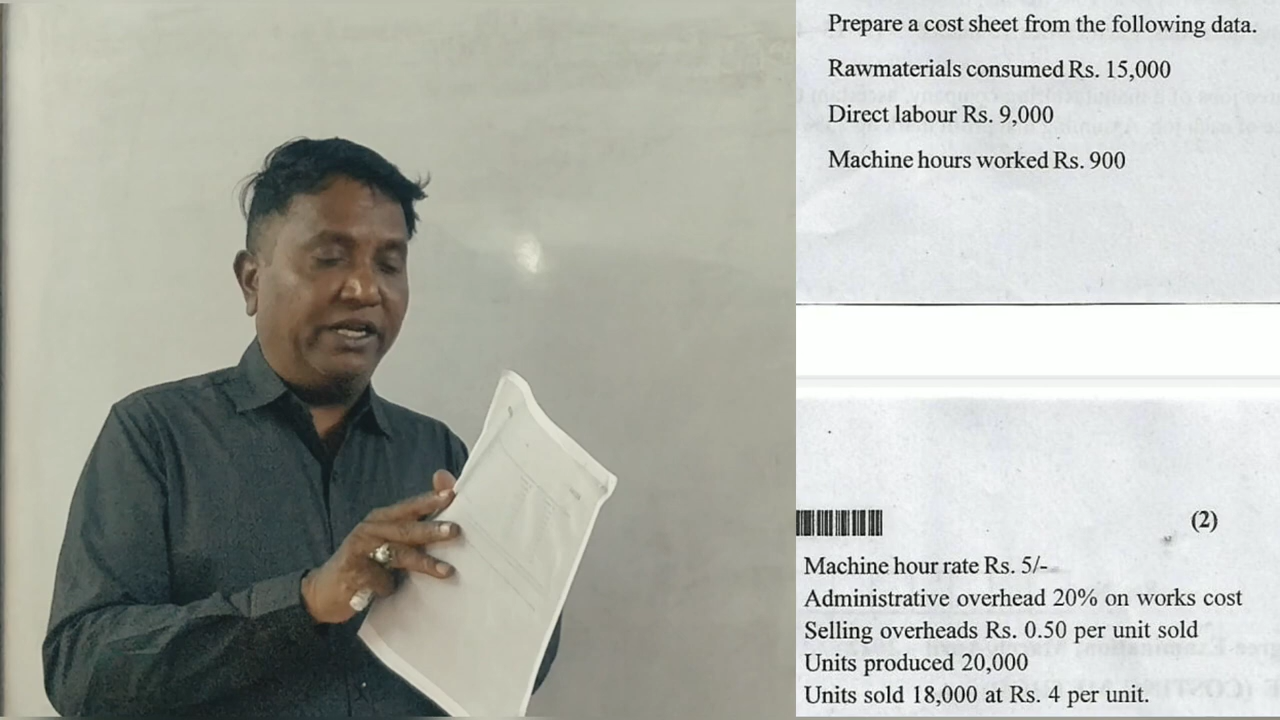 Prepare a cost sheet from the following data.
Rawmaterials consumed Rs. 15,000
Direct labour Rs. 9,000
Machine hours worked Rs. 900
(2)
Machine hour rate Rs. 5/-
Administrative overhead 20% on works cost
Selling overheads Rs. 0.50 per unit sold
Units produced 20,000
Units sold 18,000 at Rs. 4 per unit.